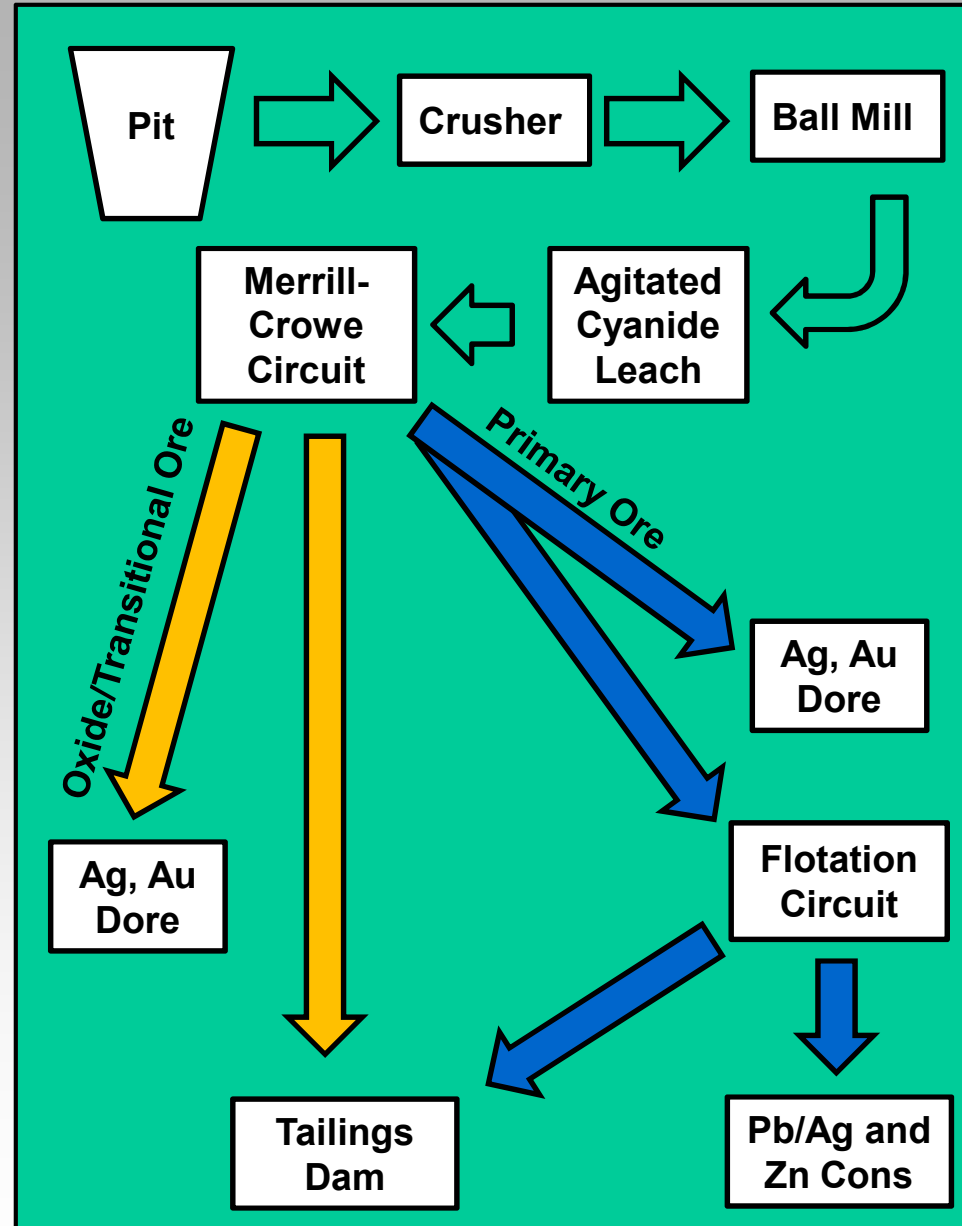 Pit
Crusher
Ball Mill
Merrill-
Crowe
Circuit
Agitated
Cyanide
Leach
Oxide/Transitional Ore
Primary Ore
Ag, Au
Dore
Ag, Au
Dore
Flotation
Circuit
Tailings
Dam
Pb/Ag and
Zn Cons